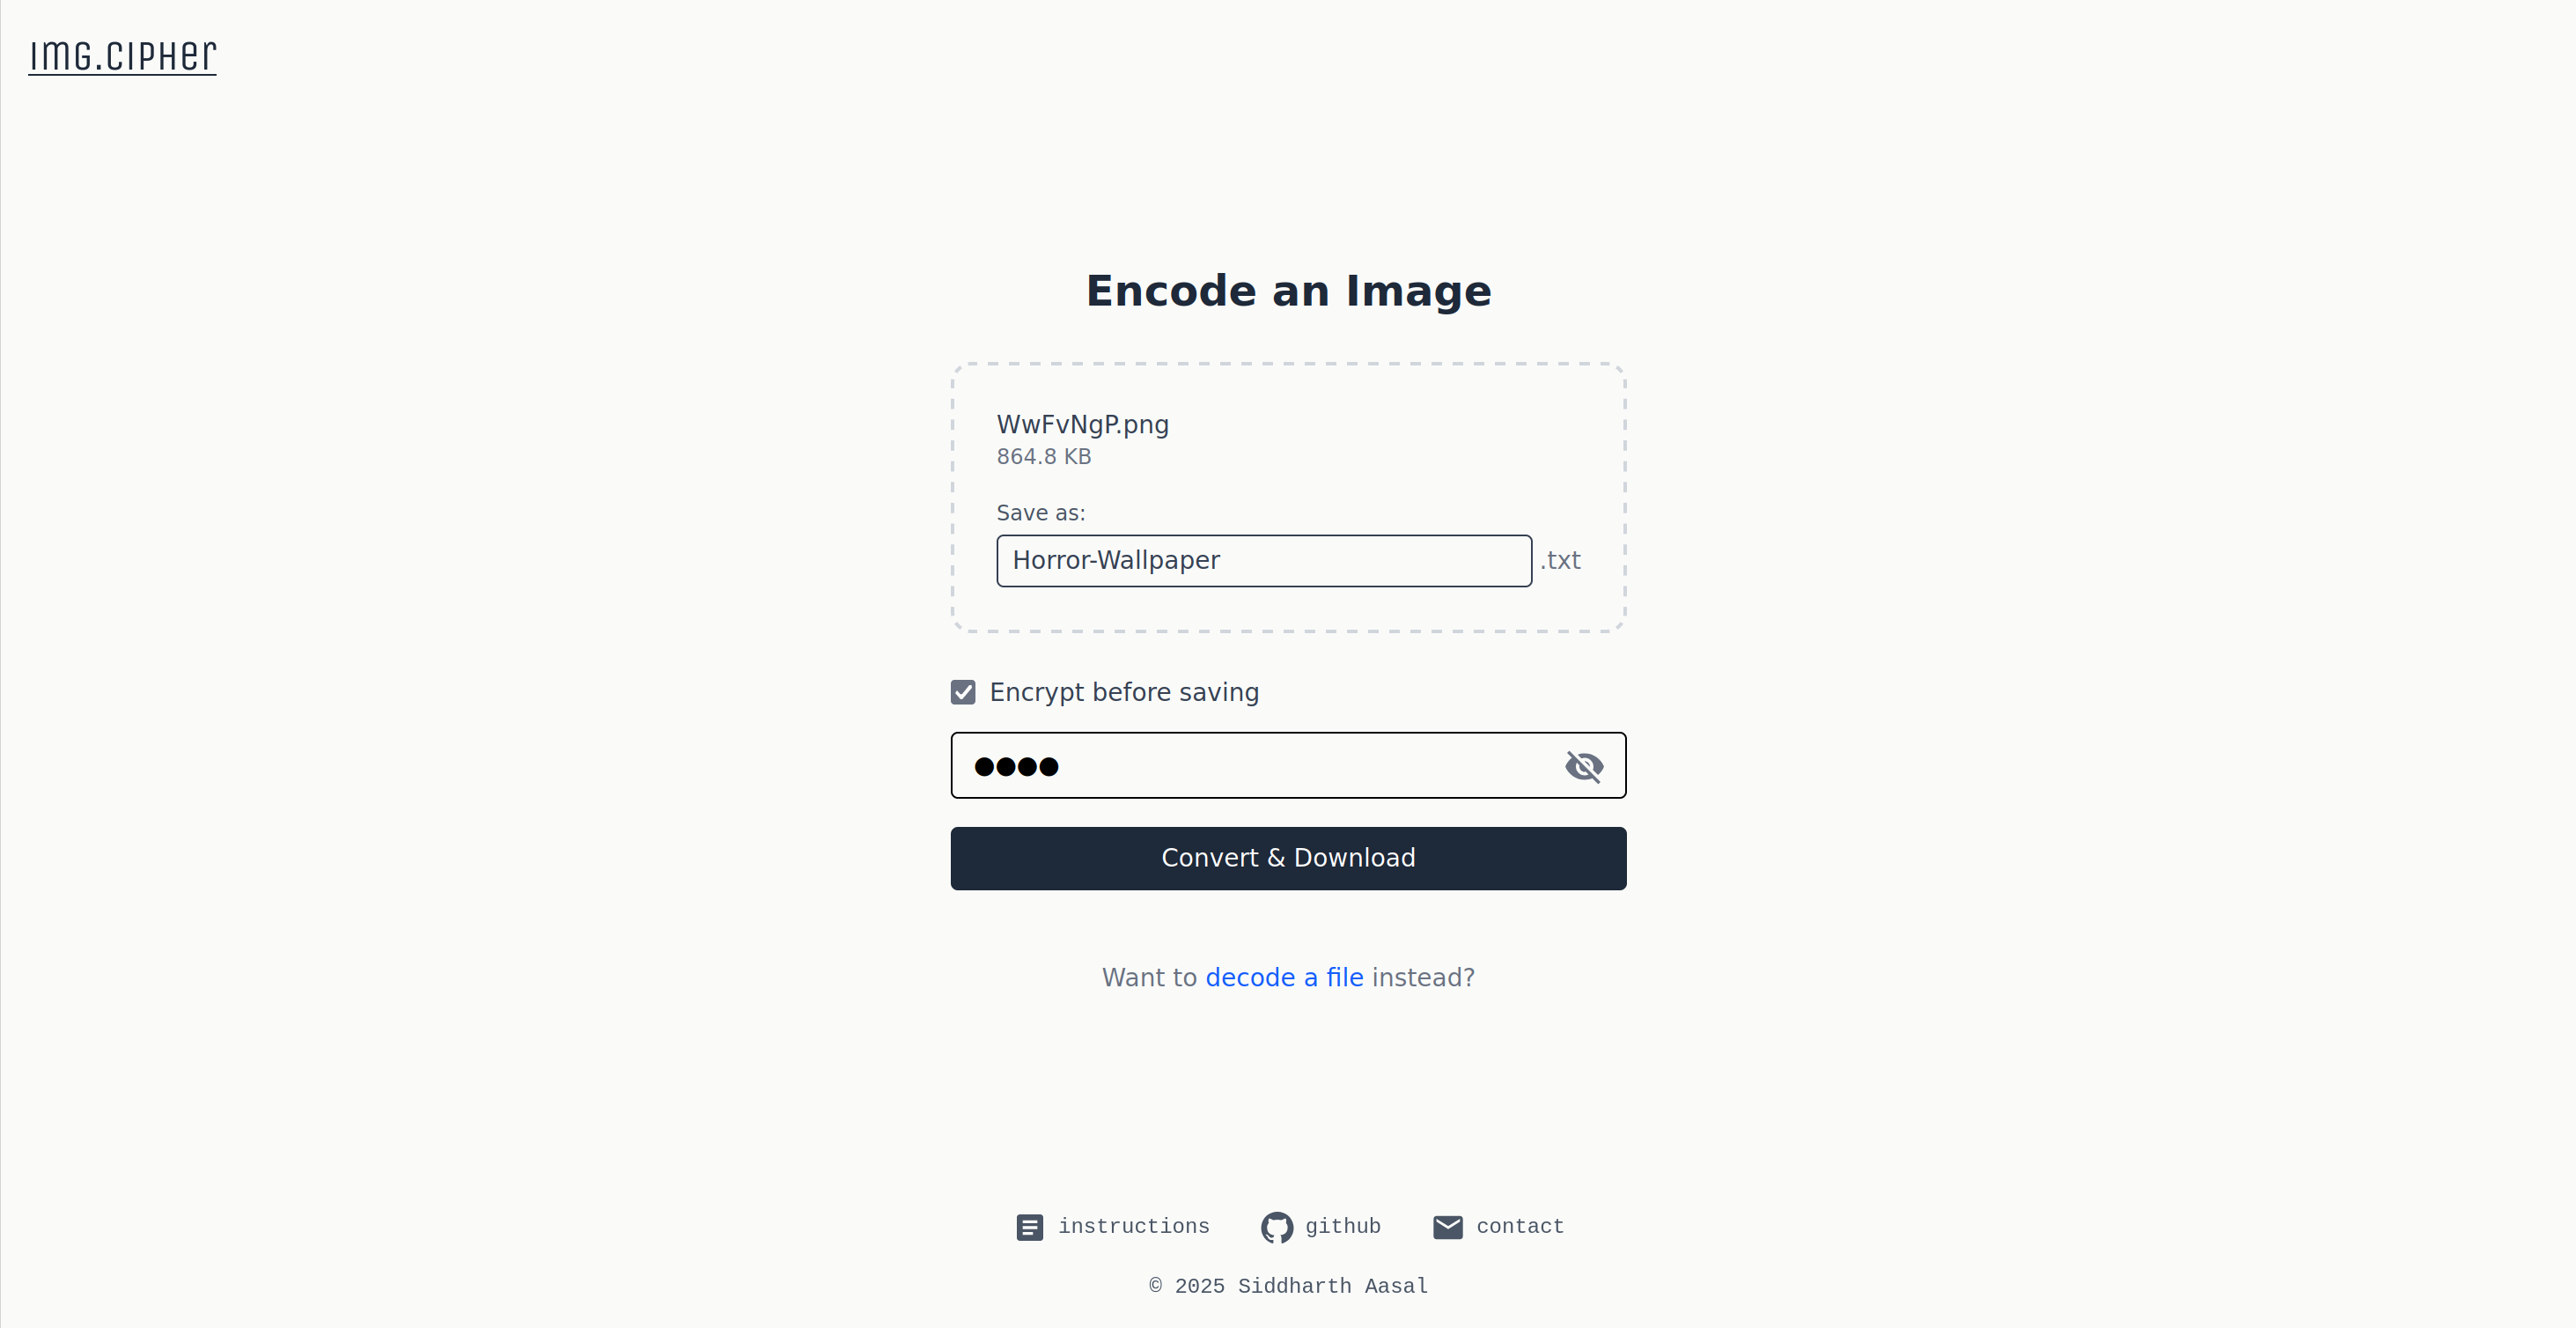 IMG.CIPHER
Encode an Image
WwFvNgP.png
864.8 KB
Save as:
Horror-Wallpaper .txt
Encrypt before saving
●●●●
Convert & Download
Want to decode a file instead?
instructions github contact
© 2025 Siddharth Aasal